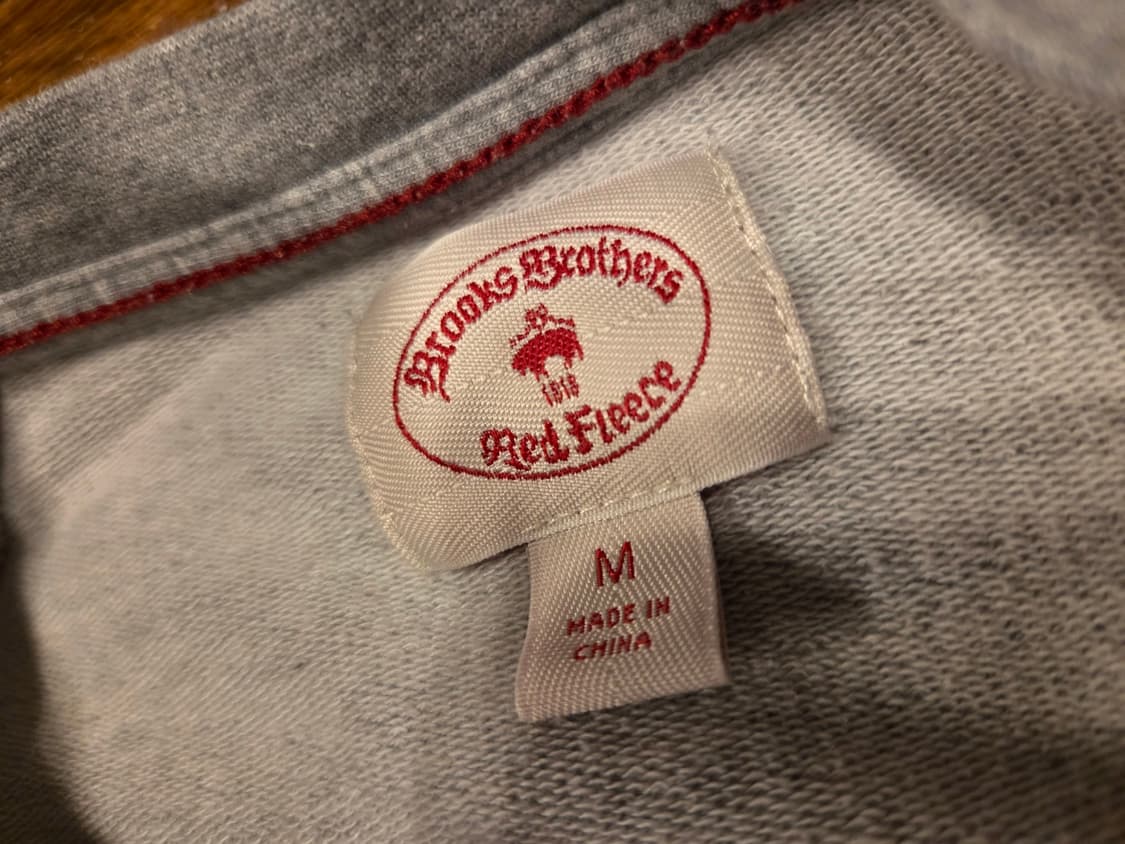 Brooks Brothers
1818
Red Fleece
M
MADE IN
CHINA